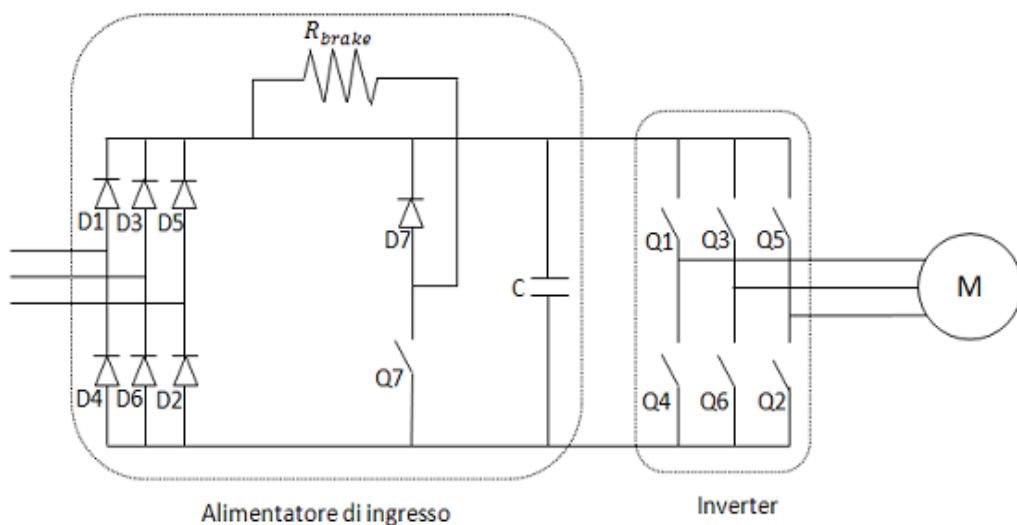 R_brake
D1 D3 D5
D7
Q1 Q3 Q5
M
C
D4 D6 D2
Q7
Q4 Q6 Q2
Alimentatore di ingresso
Inverter